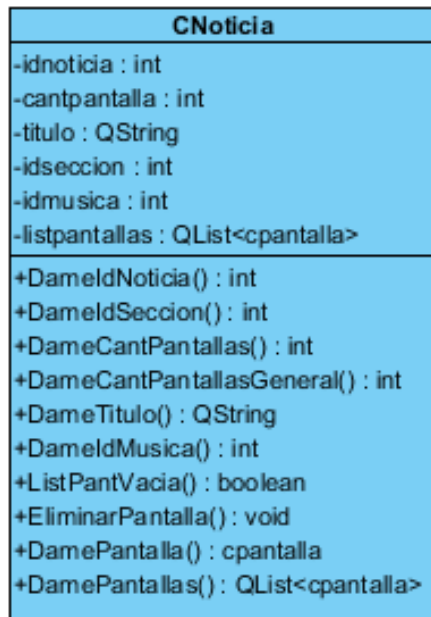 CNoticia
-idnoticia : int
-cantpantalla : int
-titulo : QString
-idseccion : int
-idmusica : int
-listpantallas : QList<cpantalla>
+DameIdNoticia() : int
+DameIdSeccion() : int
+DameCantPantallas() : int
+DameCantPantallasGeneral() : int
+DameTitulo() : QString
+DameIdMusica() : int
+ListPantVacia() : boolean
+EliminarPantalla() : void
+DamePantalla() : cpantalla
+DamePantallas() : QList<cpantalla>